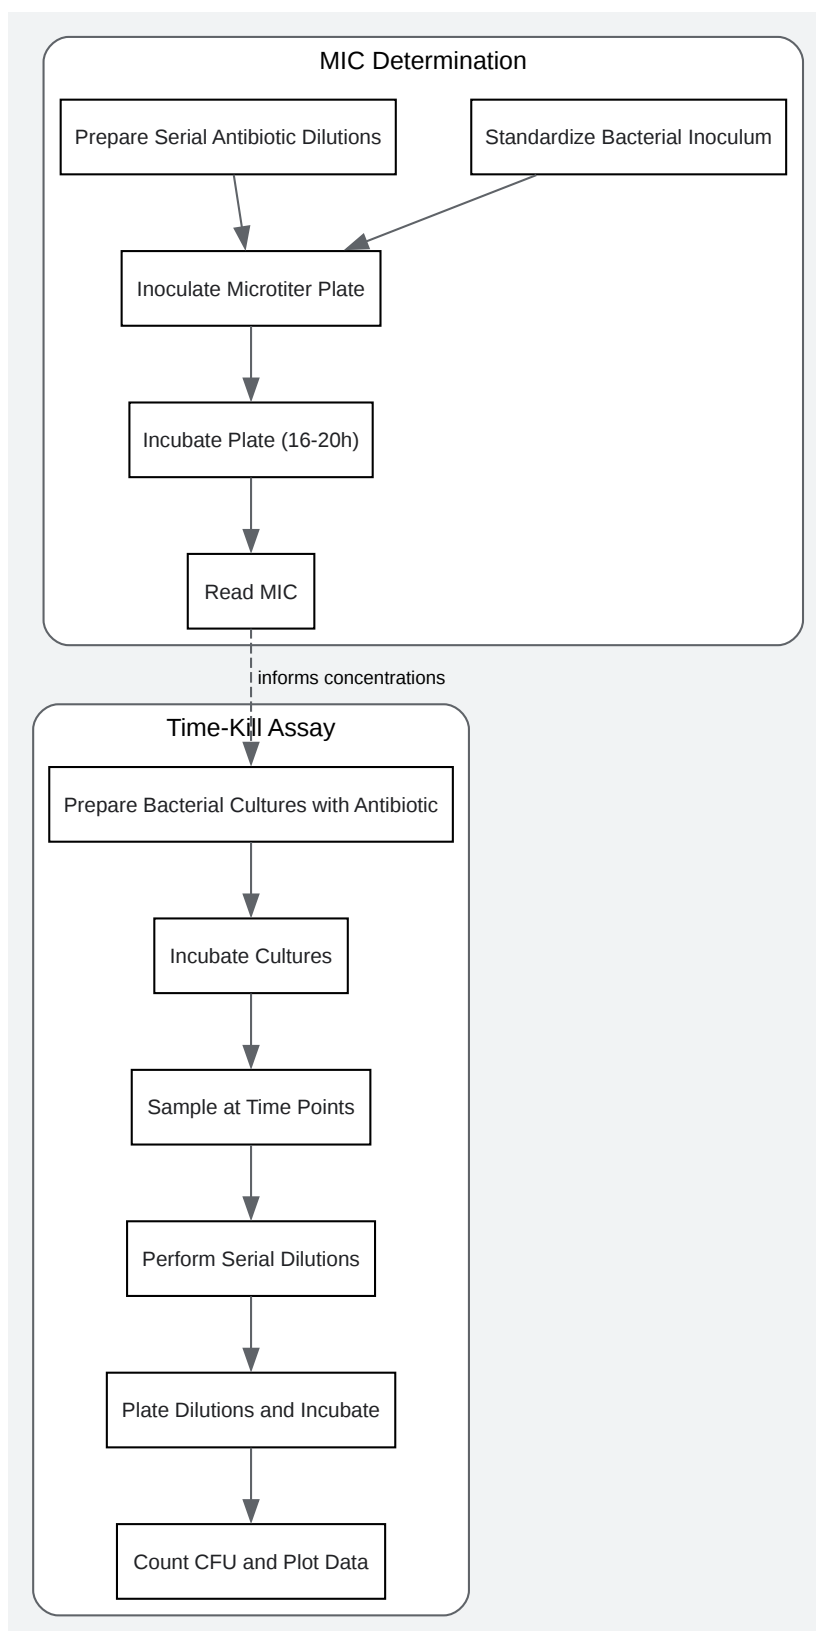 MIC Determination
Prepare Serial Antibiotic Dilutions
Standardize Bacterial Inoculum
Inoculate Microtiter Plate
Incubate Plate (16-20h)
Read MIC
informs concentrations
Time-Kill Assay
Prepare Bacterial Cultures with Antibiotic
Incubate Cultures
Sample at Time Points
Perform Serial Dilutions
Plate Dilutions and Incubate
Count CFU and Plot Data